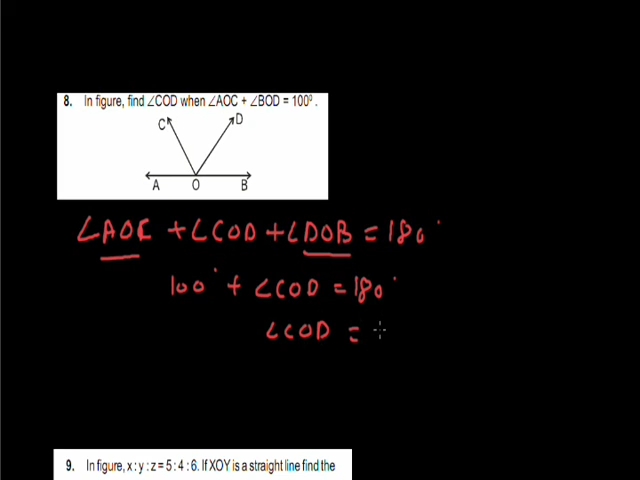 8. In figure, find ∠COD when ∠AOC + ∠BOD = 100⁰.
C D
A O B
∠AOC + ∠COD + ∠DOB = 180°
100° + ∠COD = 180°
∠COD =
9. In figure, x : y : z = 5 : 4 : 6. If XOY is a straight line find the